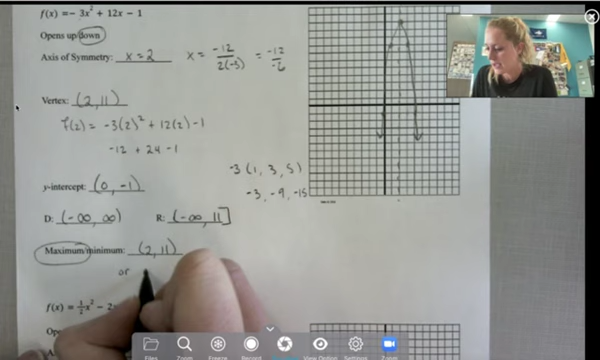 f(x) = − 3x² + 12x − 1
Opens up/down
Axis of Symmetry: x = 2 x = -12/2(-3) = -12/-6
Vertex: (2, 11)
f(2) = -3(2)² + 12(2) - 1
-12 + 24 - 1
-3 (1, 3, 5)
-3, -9, -15
y-intercept: (0, -1)
D: (-∞, ∞) R: (-∞, 11]
Maximum/minimum: (2, 11)
or
f(x) = ½x² − 2
Ope
Files Zoom Freeze Record View Option Settings Zoom